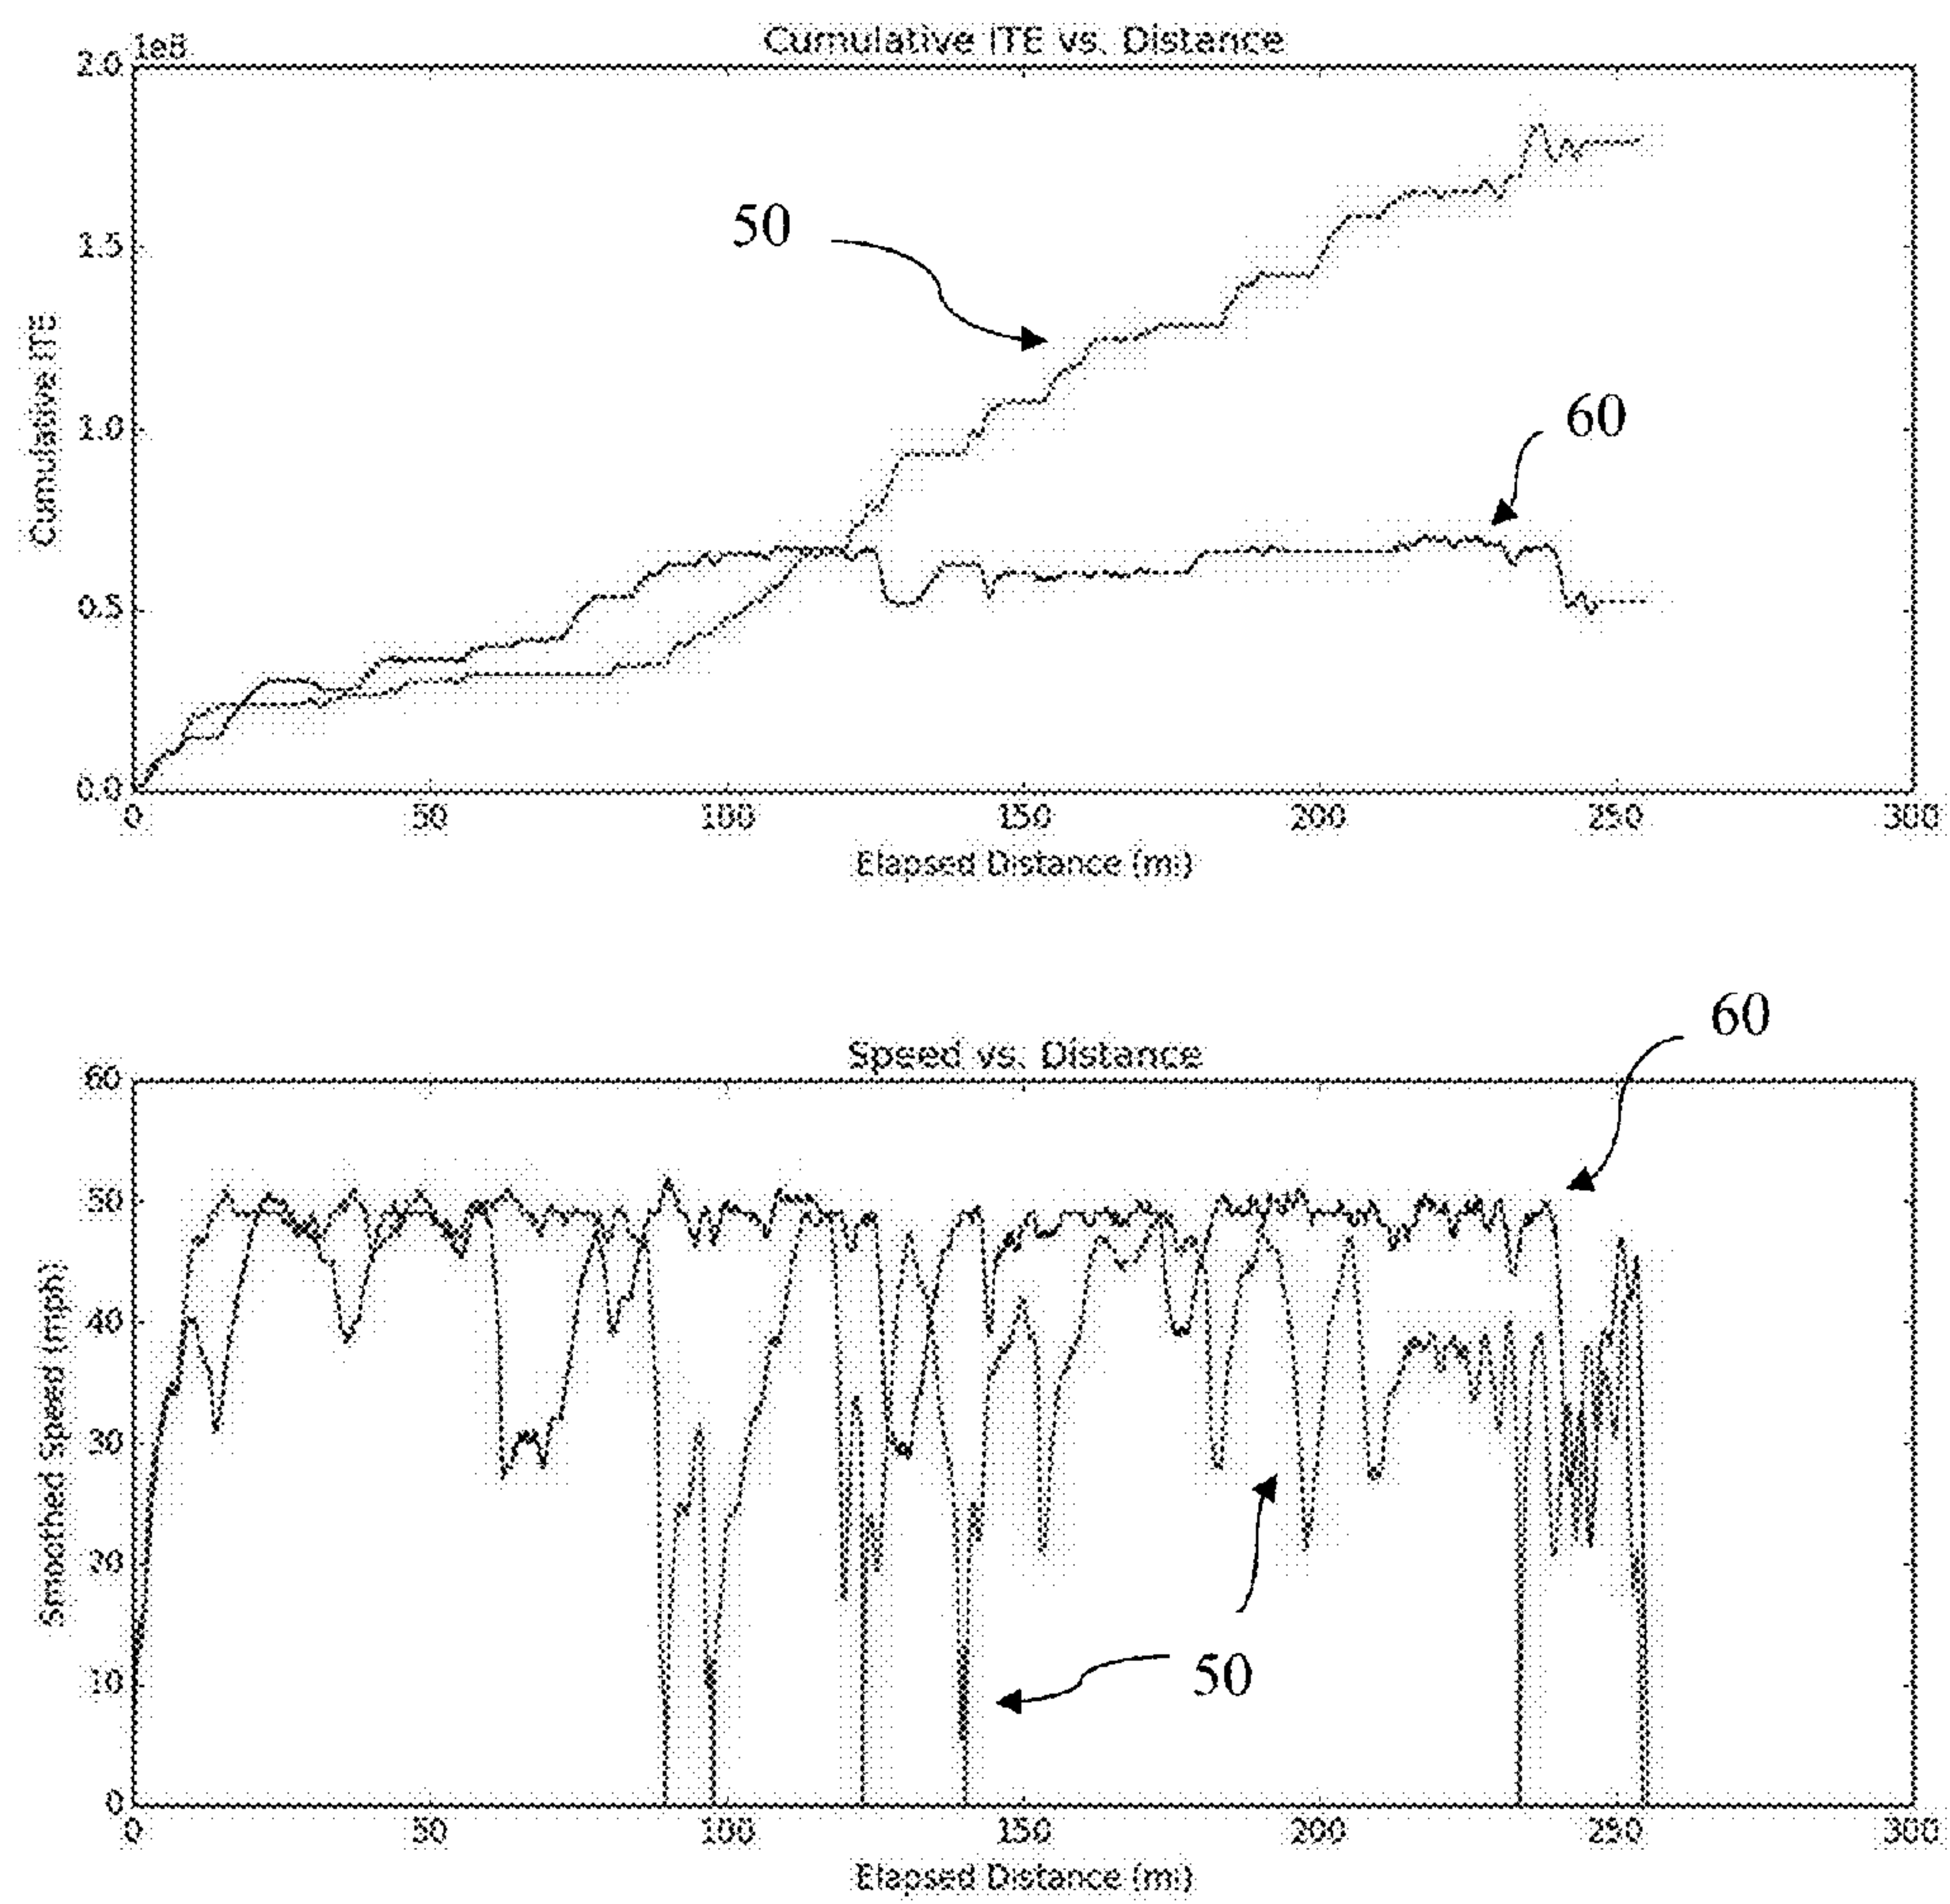 Cumulative ITE vs. Distance
1e8
2.0
1.5
1.0
0.5
0.0
Cumulative ITE
50
60
0 50 100 150 200 250 300
Elapsed Distance (mi)
Speed vs. Distance
60
60
50
40
30
20
10
0
Smoothed Speed (mph)
50
0 50 100 150 200 250 300
Elapsed Distance (mi)